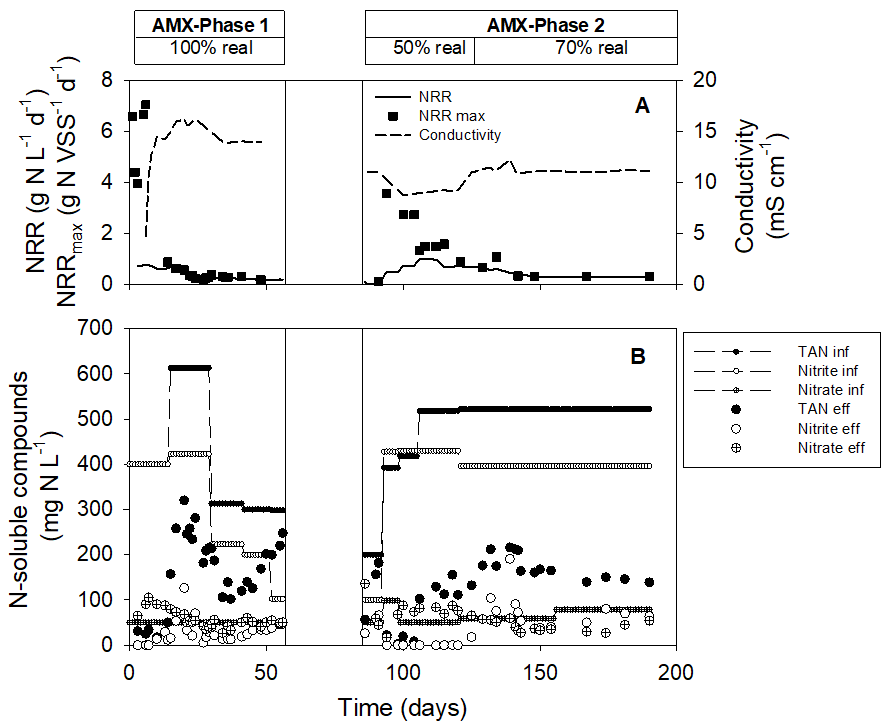 AMX-Phase 1 AMX-Phase 2
100% real 50% real 70% real
8 20
6 15
4 10
2 5
0 0
NRR (g N L-1 d-1)
NRRmax (g N VSS-1 d-1)
A
NRR
NRR max
Conductivity
Conductivity
(mS cm-1)
700
600
500
400
300
200
100
0
N-soluble compounds
(mg N L-1)
B
TAN inf
Nitrite inf
Nitrate inf
TAN eff
Nitrite eff
Nitrate eff
0 50 100 150 200
Time (days)